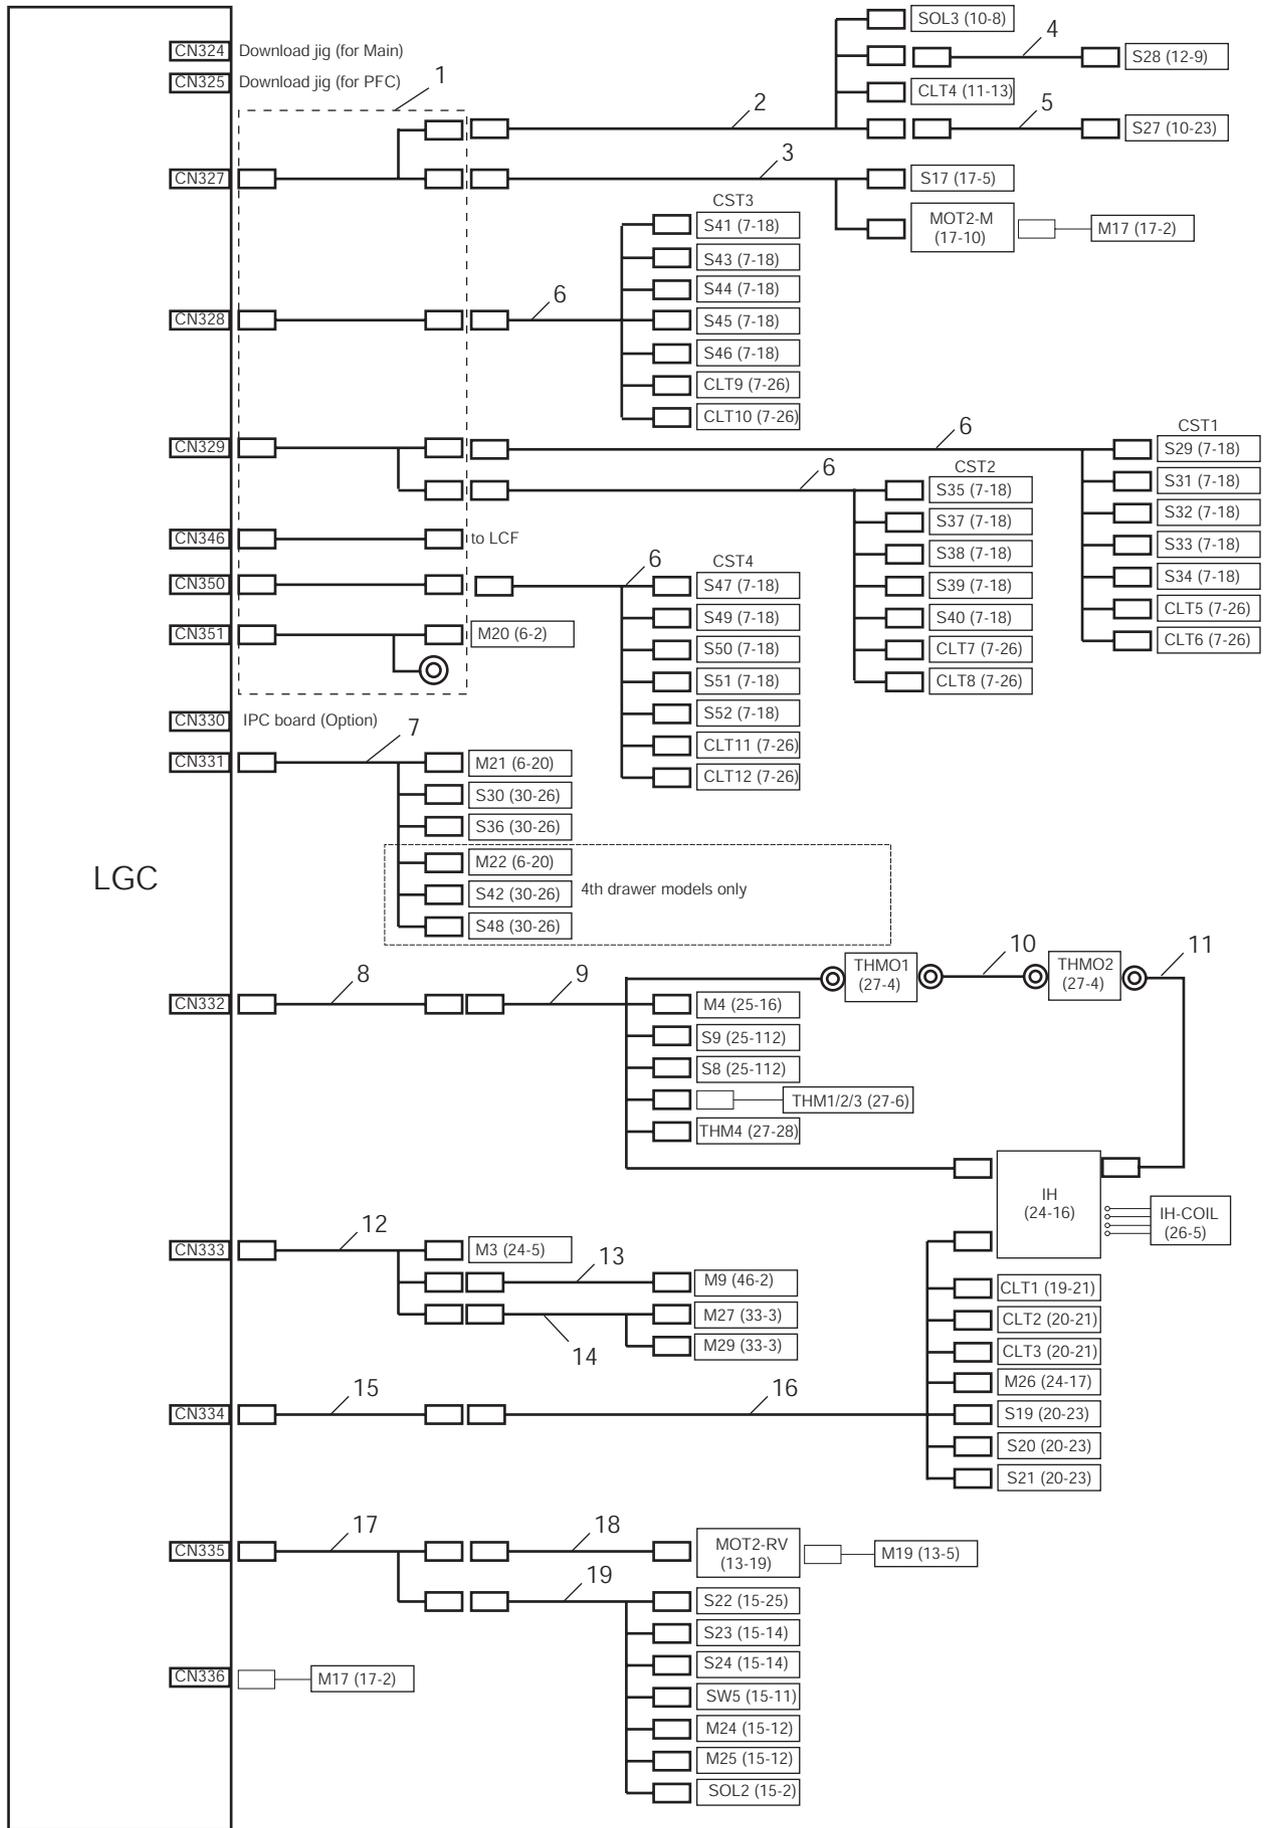 SOL3 (10-8)
CN324 Download jig (for Main)
4
S28 (12-9)
CN325 Download jig (for PFC)
1
CLT4 (11-13)
2
5
S27 (10-23)
3
CN327
S17 (17-5)
CST3
MOT2-M
(17-10)
M17 (17-2)
S41 (7-18)
S43 (7-18)
S44 (7-18)
6
CN328
S45 (7-18)
S46 (7-18)
CLT9 (7-26)
CLT10 (7-26)
6
CST1
CN329
S29 (7-18)
6
CST2
S31 (7-18)
S35 (7-18)
S32 (7-18)
S37 (7-18)
CN346
to LCF
S33 (7-18)
S38 (7-18)
6
CST4
S34 (7-18)
CN350
S47 (7-18)
S39 (7-18)
CLT5 (7-26)
S49 (7-18)
S40 (7-18)
CN351
M20 (6-2)
CLT6 (7-26)
S50 (7-18)
CLT7 (7-26)
S51 (7-18)
CLT8 (7-26)
S52 (7-18)
CN330 IPC board (Option)
7
CLT11 (7-26)
CN331
M21 (6-20)
CLT12 (7-26)
S30 (30-26)
S36 (30-26)
M22 (6-20)
LGC
S42 (30-26)
4th drawer models only
S48 (30-26)
10
11
THMO1
(27-4)
THMO2
(27-4)
8
9
CN332
M4 (25-16)
S9 (25-112)
S8 (25-112)
THM1/2/3 (27-6)
THM4 (27-28)
IH
(24-16)
IH-COIL
(26-5)
12
CN333
M3 (24-5)
13
M9 (46-2)
CLT1 (19-21)
M27 (33-3)
CLT2 (20-21)
M29 (33-3)
14
CLT3 (20-21)
15
16
M26 (24-17)
CN334
S19 (20-23)
S20 (20-23)
S21 (20-23)
17
18
CN335
MOT2-RV
(13-19)
M19 (13-5)
19
S22 (15-25)
S23 (15-14)
S24 (15-14)
CN336
M17 (17-2)
SW5 (15-11)
M24 (15-12)
M25 (15-12)
SOL2 (15-2)